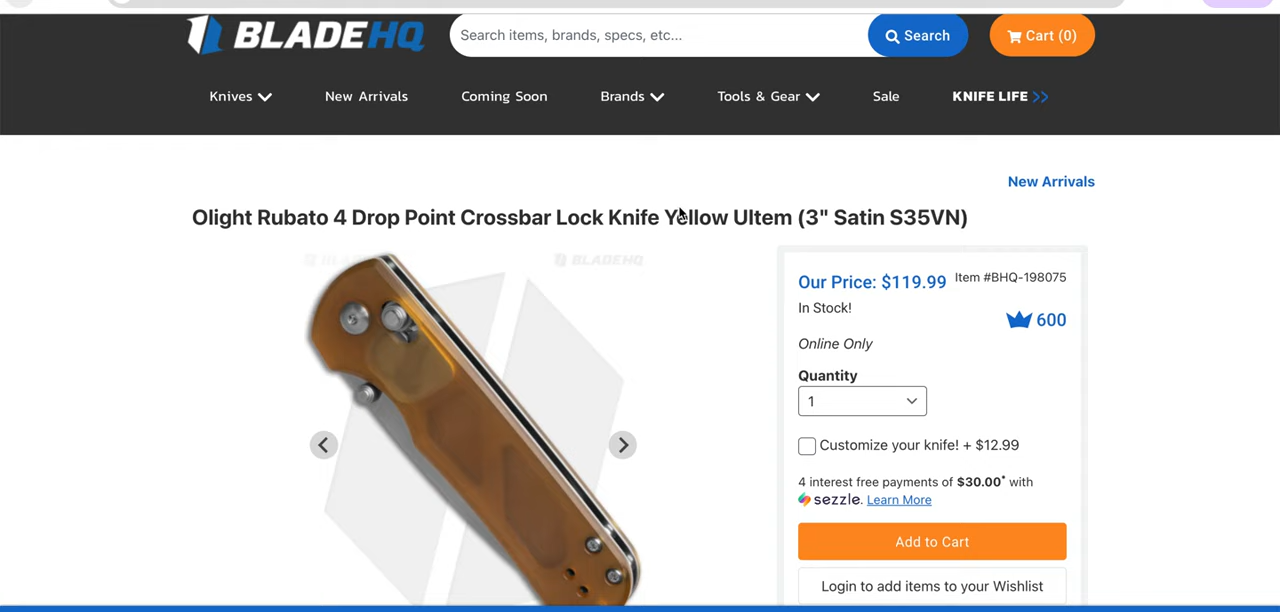 BLADEHQ
Search items, brands, specs, etc...
Search
Cart (0)
Knives
New Arrivals
Coming Soon
Brands
Tools & Gear
Sale
KNIFE LIFE >>
New Arrivals
Olight Rubato 4 Drop Point Crossbar Lock Knife Yellow Ultem (3" Satin S35VN)
BLADEHQ
Our Price: $119.99
Item #BHQ-198075
In Stock!
600
Online Only
Quantity
1
Customize your knife! + $12.99
4 interest free payments of $30.00* with
sezzle. Learn More
Add to Cart
Login to add items to your Wishlist